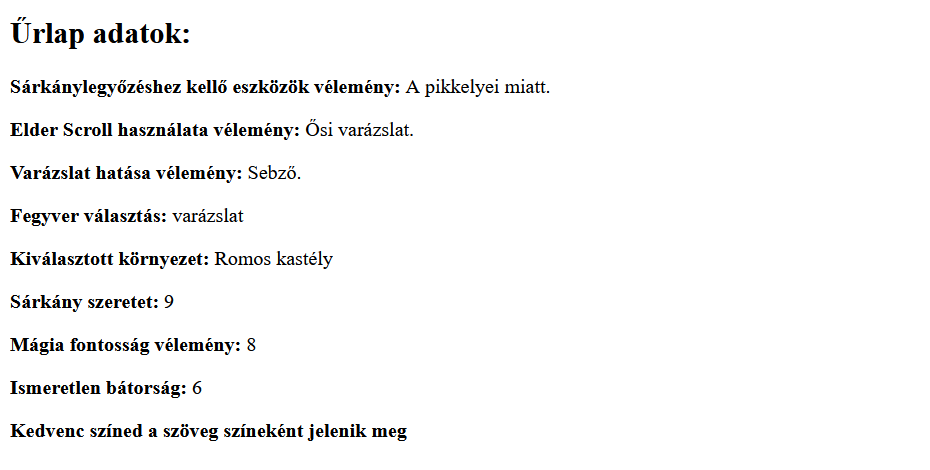 Űrlap adatok:
Sárkánylegyőzéshez kellő eszközök vélemény: A pikkelyei miatt.
Elder Scroll használata vélemény: Ősi varázslat.
Varázslat hatása vélemény: Sebző.
Fegyver választás: varázslat
Kiválasztott környezet: Romos kastély
Sárkány szeretet: 9
Mágia fontosság vélemény: 8
Ismeretlen bátorság: 6
Kedvenc színed a szöveg színeként jelenik meg